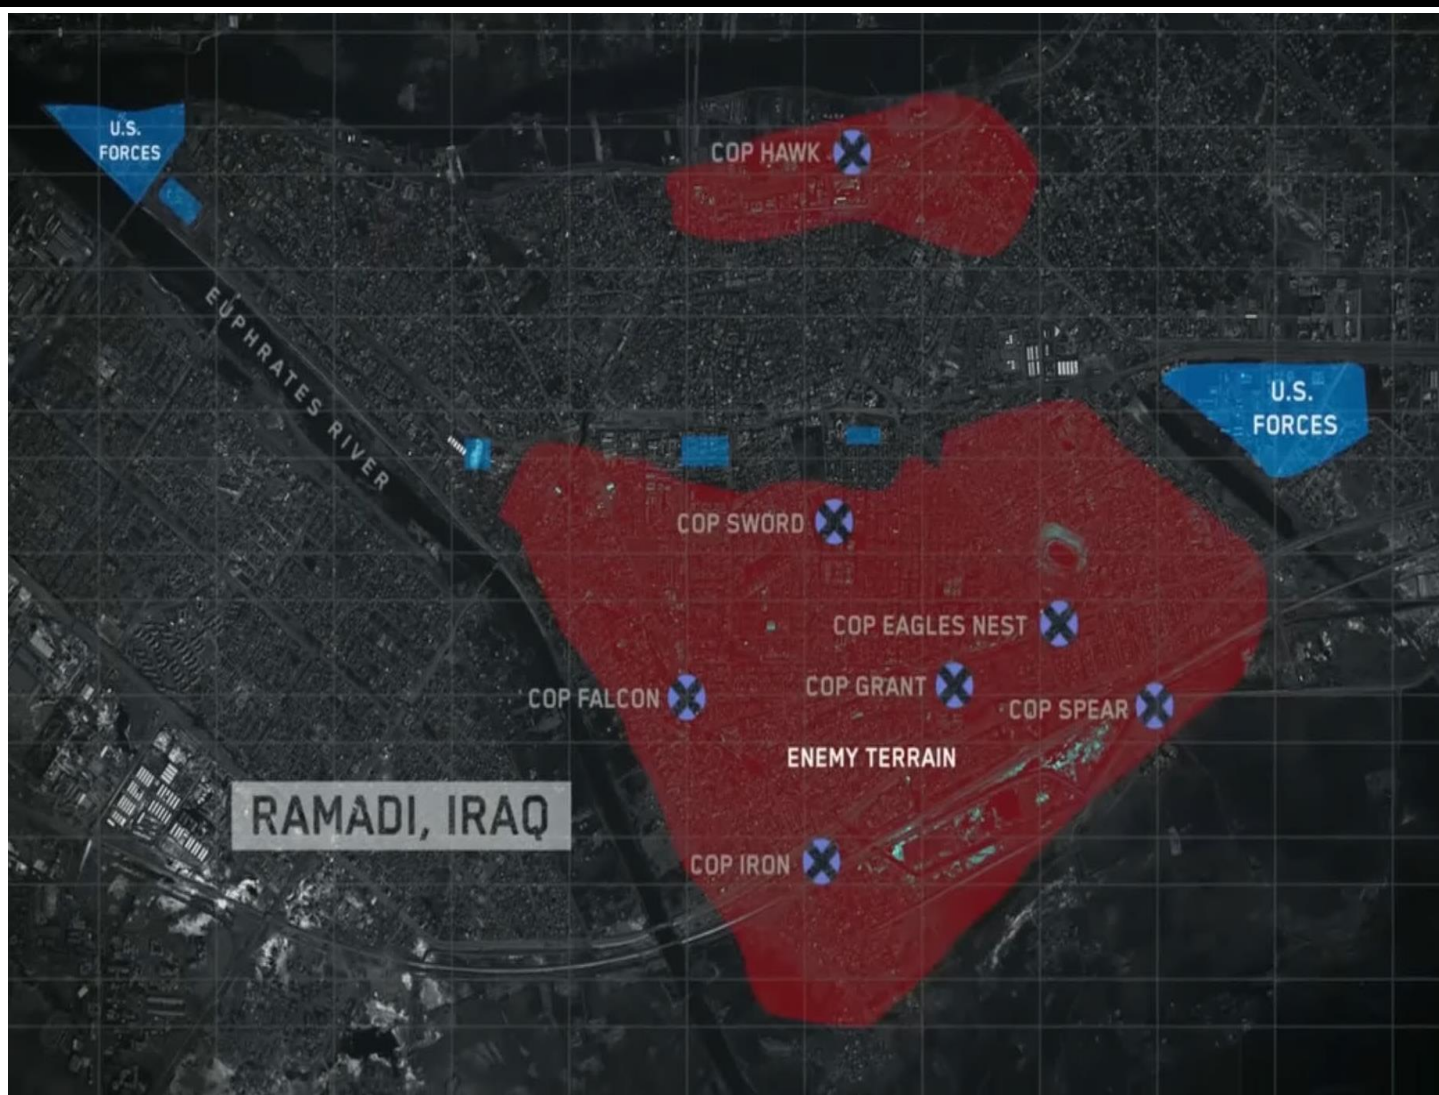 U.S.
FORCES
COP HAWK
EUPHRATES RIVER
U.S.
FORCES
COP SWORD
COP EAGLES NEST
COP FALCON
COP GRANT
COP SPEAR
ENEMY TERRAIN
RAMADI, IRAQ
COP IRON